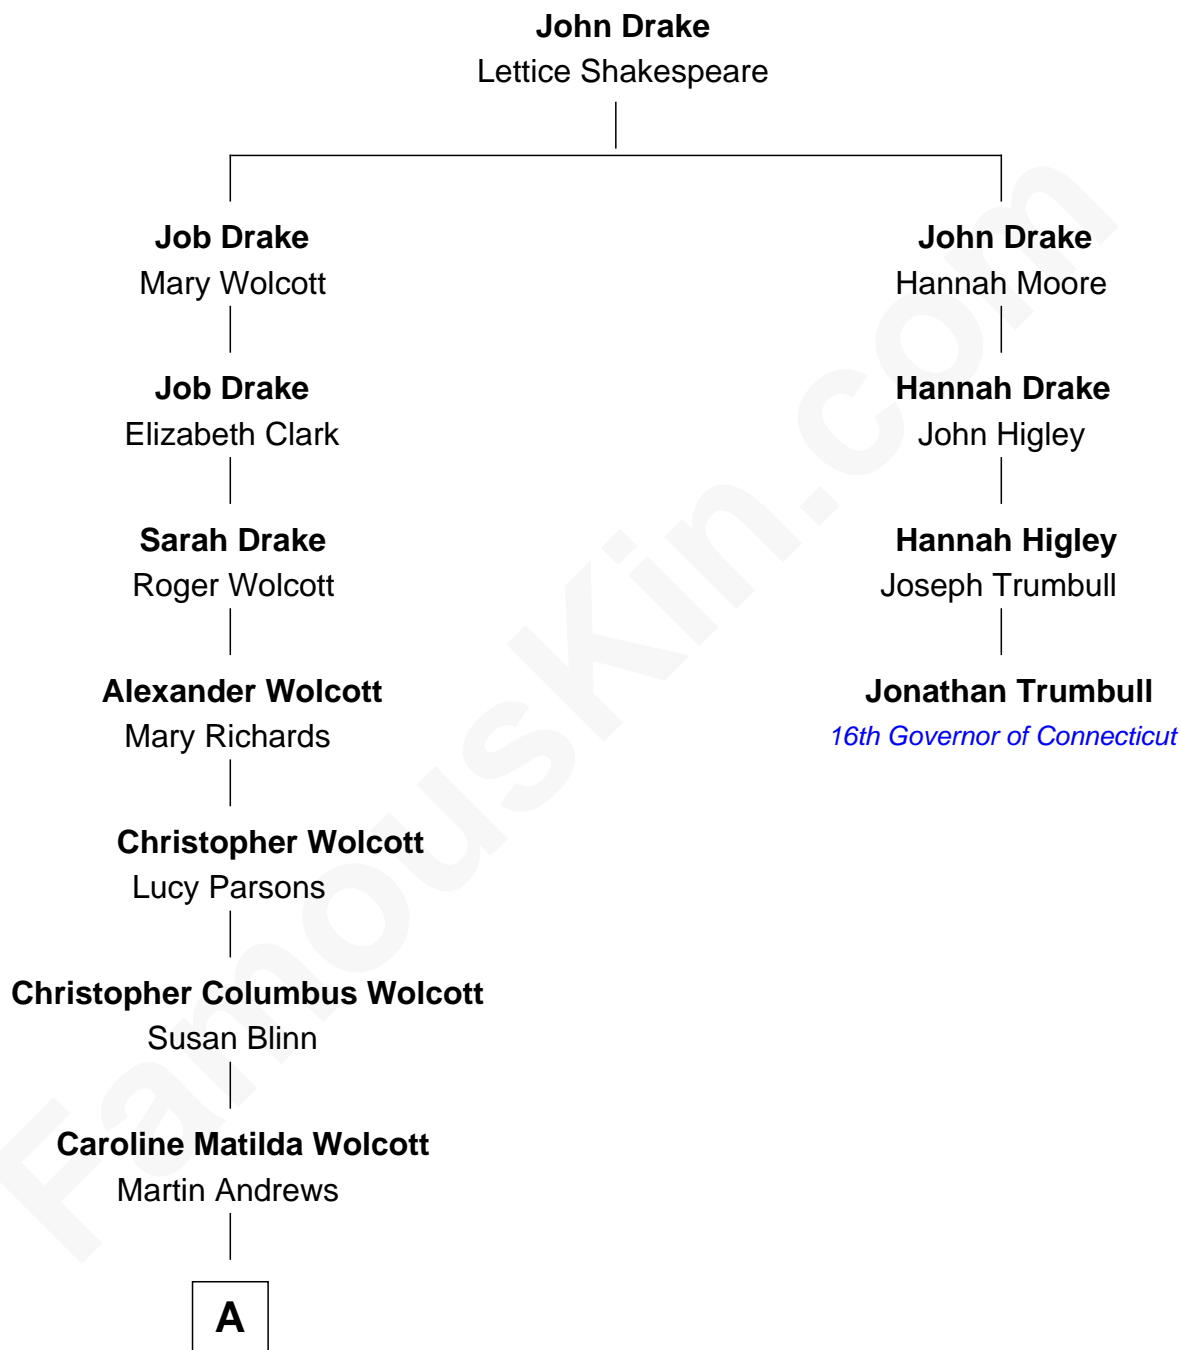 John Drake
Lettice Shakespeare
Job Drake
Mary Wolcott
Job Drake
Elizabeth Clark
Sarah Drake
Roger Wolcott
Alexander Wolcott
Mary Richards
Christopher Wolcott
Lucy Parsons
Christopher Columbus Wolcott
Susan Blinn
Caroline Matilda Wolcott
Martin Andrews
A
John Drake
Hannah Moore
Hannah Drake
John Higley
Hannah Higley
Joseph Trumbull
Jonathan Trumbull
16th Governor of Connecticut
FamousKin.com